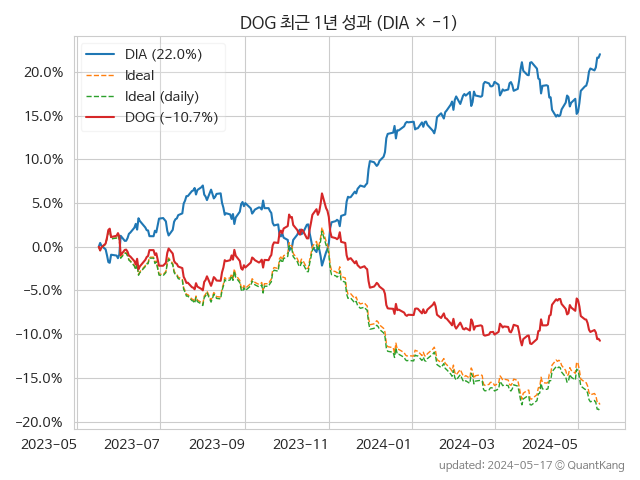 DOG 최근 1년 성과 (DIA × −1)
DIA (22.0%)
Ideal
Ideal (daily)
DOG (−10.7%)
20.0%
15.0%
10.0%
5.0%
0.0%
−5.0%
−10.0%
−15.0%
−20.0%
2023-05 2023-07 2023-09 2023-11 2024-01 2024-03 2024-05
updated: 2024-05-17 © QuantKang